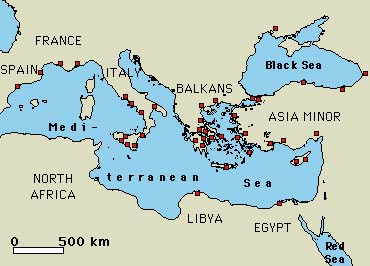 FRANCE
Black Sea
SPAIN
ITALY
BALKANS
ASIA MINOR
Medi-
terranean
Sea
NORTH
AFRICA
LIBYA
EGYPT
0 500 km
Red
Sea